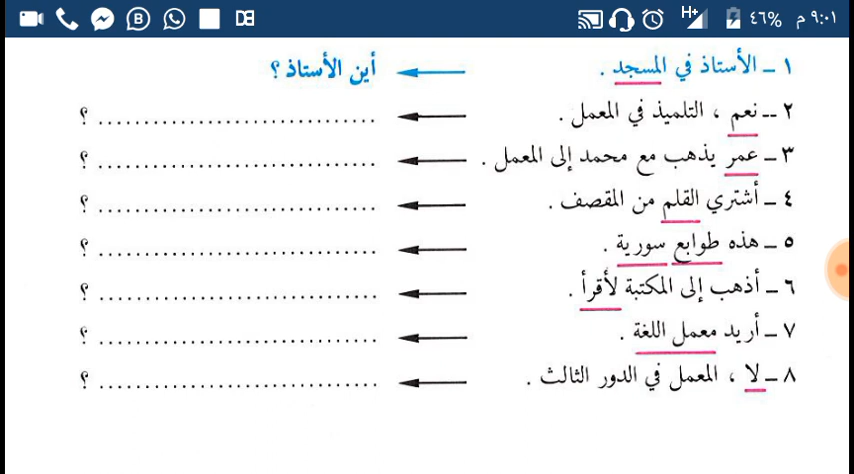 ٩:٠١ م ٤٦% H+
١ ـ الأستاذ في المسجد . أين الأستاذ ؟
٢ ـ نعم ، التلميذ في المعمل . .............................. ؟
٣ ـ عمر يذهب مع محمد إلى المعمل . .............................. ؟
٤ ـ أشتري القلم من المقصف . .............................. ؟
٥ ـ هذه طوابع سورية . .............................. ؟
٦ ـ أذهب إلى المكتبة لأقرأ . .............................. ؟
٧ ـ أريد معمل اللغة . .............................. ؟
٨ ـ لا ، المعمل في الدور الثالث . .............................. ؟